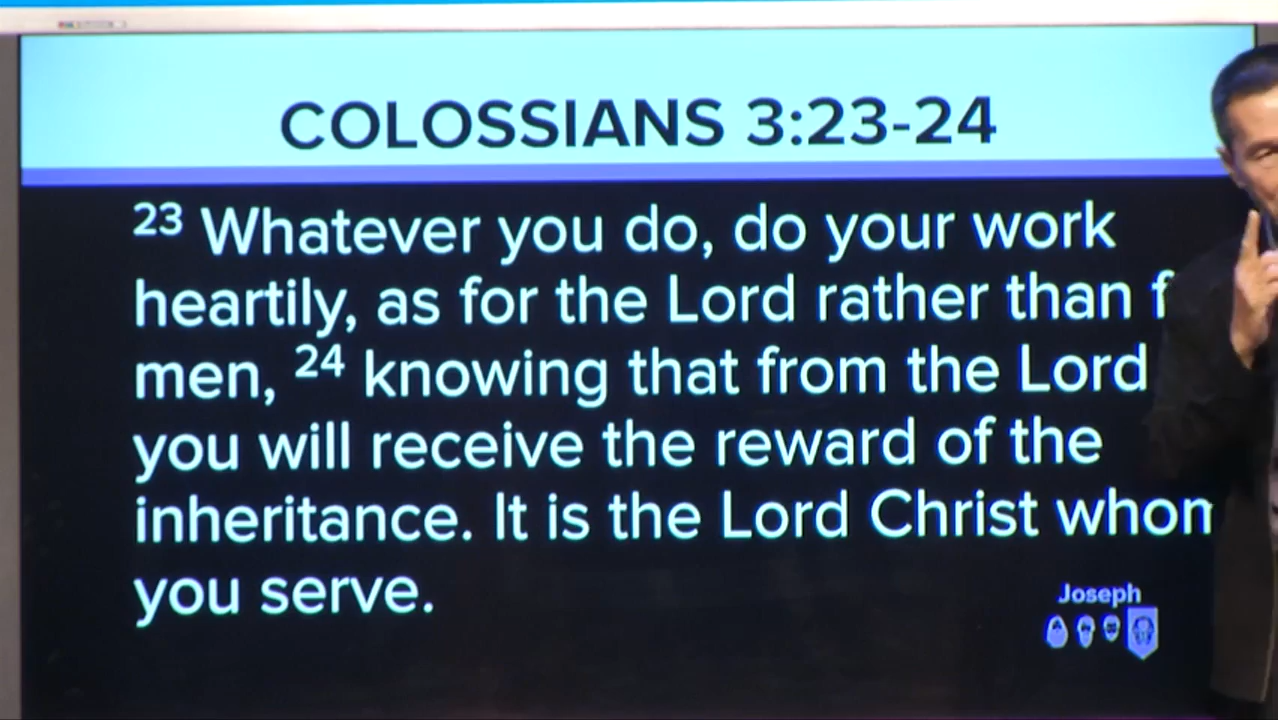 COLOSSIANS 3:23-24
23 Whatever you do, do your work
heartily, as for the Lord rather than
men, 24 knowing that from the Lord
you will receive the reward of the
inheritance. It is the Lord Christ
you serve.
Joseph